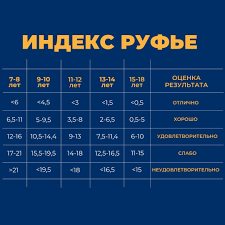 ИНДЕКС РУФЬЕ
7-8 лет 9-10 лет 11-12 лет 13-14 лет 15-18 лет ОЦЕНКА РЕЗУЛЬТАТА
<6 <4,5 <3 <1,5 <0,5 ОТЛИЧНО
6,5-11 5-9,5 3,5-8 2-6,5 0,5-5 ХОРОШО
12-16 10,5-14,4 9-13 7,5-11,4 6-10 УДОВЛЕТВОРИТЕЛЬНО
17-21 15,5-19,5 14-18 12,5-16,5 11-15 СЛАБО
>21 <19,5 <18 <16,5 <15 НЕУДОВЛЕТВОРИТЕЛЬНО